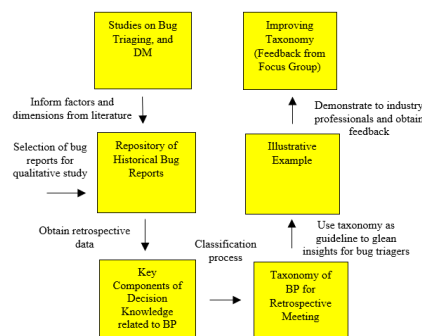 Studies on Bug
Triaging, and
DM
Inform factors and
dimensions from literature
Selection of bug
reports for
qualitative study
Repository of
Historical Bug
Reports
Obtain retrospective
data
Key
Components of
Decision
Knowledge
related to BP
Classification
process
Taxonomy of
BP for
Retrospective
Meeting
Use taxonomy as
guideline to glean
insights for bug triagers
Illustrative
Example
Demonstrate to industry
professionals and obtain
feedback
Improving
Taxonomy
(Feedback from
Focus Group)